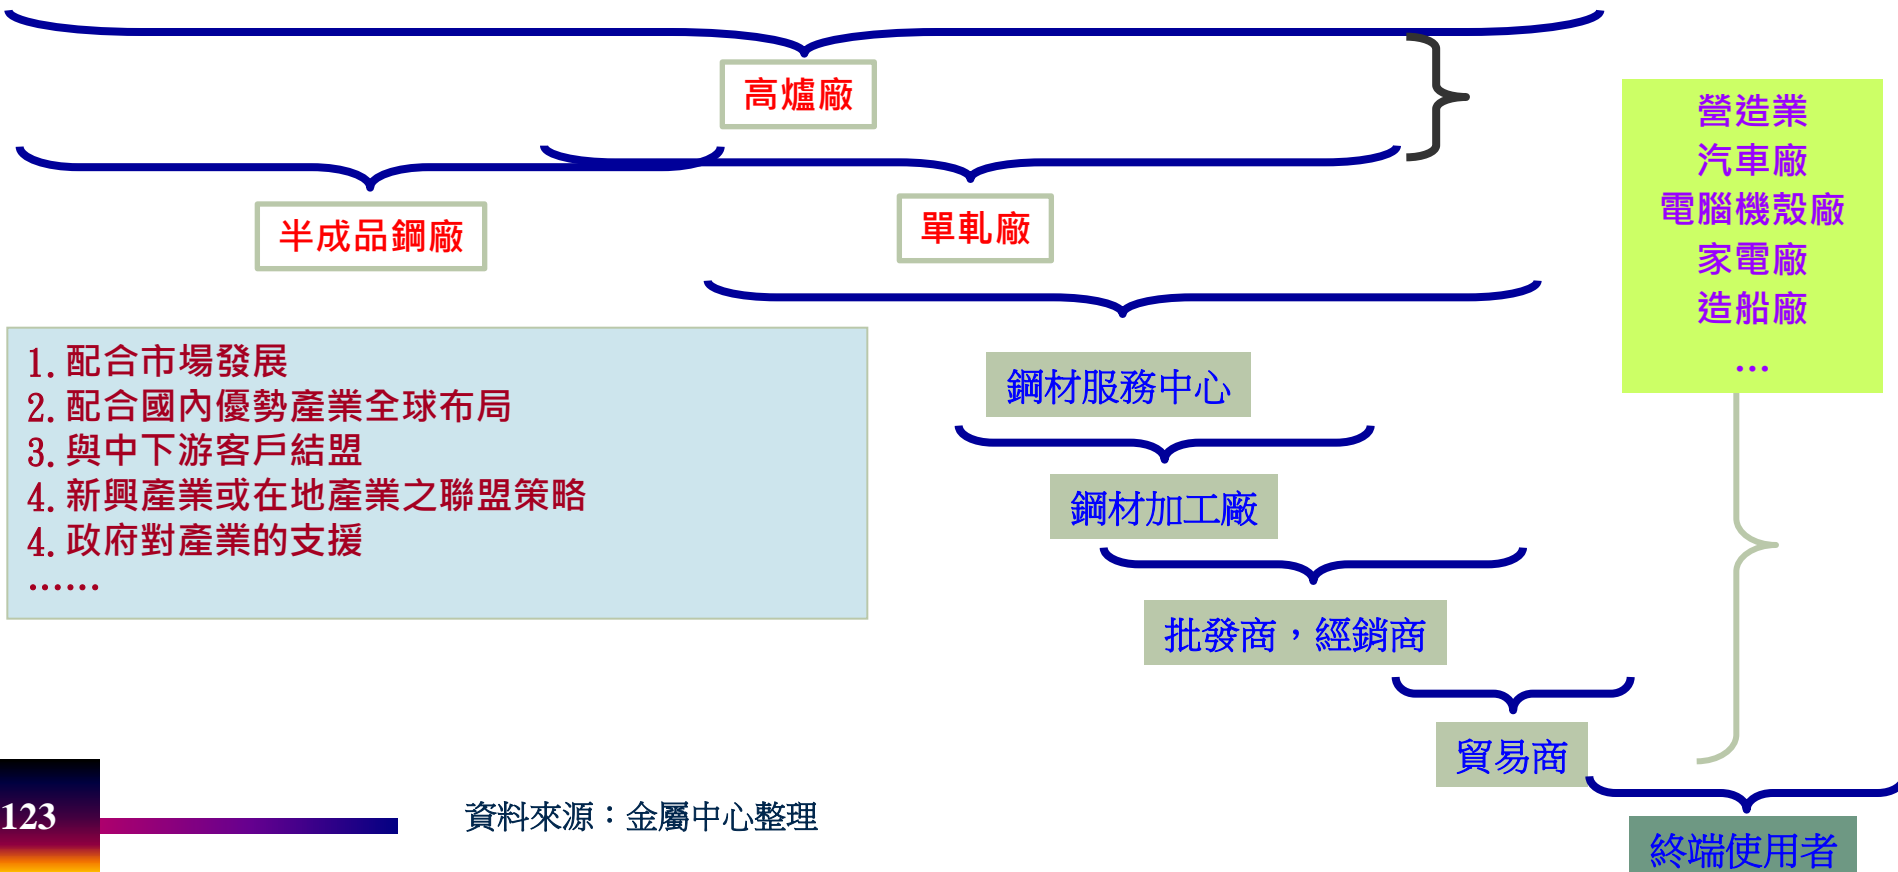 高爐廠
半成品鋼廠
單軋廠
營造業
汽車廠
電腦機殼廠
家電廠
造船廠
...
1. 配合市場發展
2. 配合國內優勢產業全球布局
3. 與中下游客戶結盟
4. 新興產業或在地產業之聯盟策略
4. 政府對產業的支援
......
鋼材服務中心
鋼材加工廠
批發商，經銷商
貿易商
終端使用者
資料來源：金屬中心整理
123